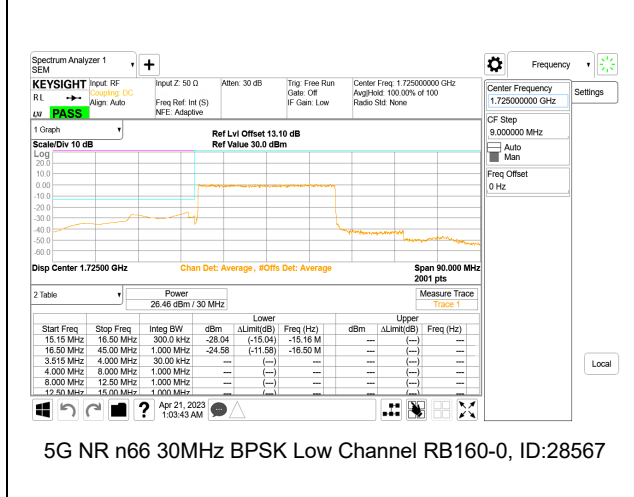 Spectrum Analyzer 1
SEM
+
Frequency
KEYSIGHT Input: RF Input Z: 50 Ω Atten: 30 dB Trig: Free Run Center Freq: 1.725000000 GHz
RL Coupling: DC Gate: Off Avg|Hold: 100.00% of 100
Align: Auto Freq Ref: Int (S) IF Gain: Low Radio Std: None
LXI PASS NFE: Adaptive
Center Frequency
1.725000000 GHz
Settings
CF Step
9.000000 MHz
Auto
Man
Freq Offset
0 Hz
1 Graph
Ref Lvl Offset 13.10 dB
Scale/Div 10 dB Ref Value 30.0 dBm
Log
20.0
10.0
0.00
-10.0
-20.0
-30.0
-40.0
-50.0
-60.0
Disp Center 1.72500 GHz Chan Det: Average, #Offs Det: Average Span 90.000 MHz
2001 pts
2 Table Power Measure Trace
26.46 dBm / 30 MHz Trace 1
Lower Upper
Start Freq Stop Freq Integ BW dBm ΔLimit(dB) Freq (Hz) dBm ΔLimit(dB) Freq (Hz)
15.15 MHz 16.50 MHz 300.0 kHz -28.04 (-15.04) -15.16 M --- (---) ---
16.50 MHz 45.00 MHz 1.000 MHz -24.58 (-11.58) -16.50 M --- (---) ---
3.515 MHz 4.000 MHz 30.00 kHz --- (---) --- --- (---) ---
4.000 MHz 8.000 MHz 1.000 MHz --- (---) --- --- (---) ---
8.000 MHz 12.50 MHz 1.000 MHz --- (---) --- --- (---) ---
12.50 MHz 15.00 MHz 1.000 MHz --- (---) --- --- (---) ---
Local
? Apr 21, 2023
1:03:43 AM
5G NR n66 30MHz BPSK Low Channel RB160-0, ID:28567